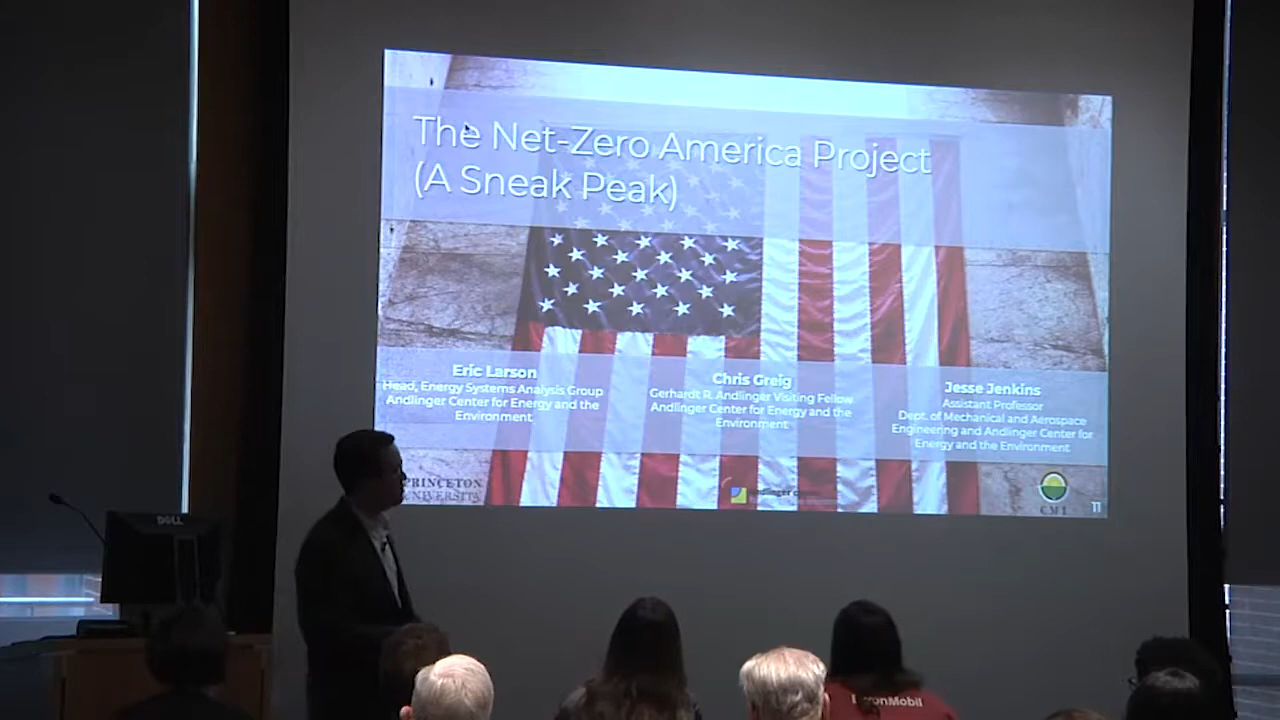 The Net-Zero America Project
(A Sneak Peak)
Eric Larson
Head, Energy Systems Analysis Group
Andlinger Center for Energy and the
Environment
Chris Greig
Gerhardt R. Andlinger Visiting Fellow
Andlinger Center for Energy and the
Environment
Jesse Jenkins
Assistant Professor
Dept. of Mechanical and Aerospace
Engineering and Andlinger Center for
Energy and the Environment
PRINCETON
UNIVERSITY
andlinger
CMI
11
DELL
ExxonMobil